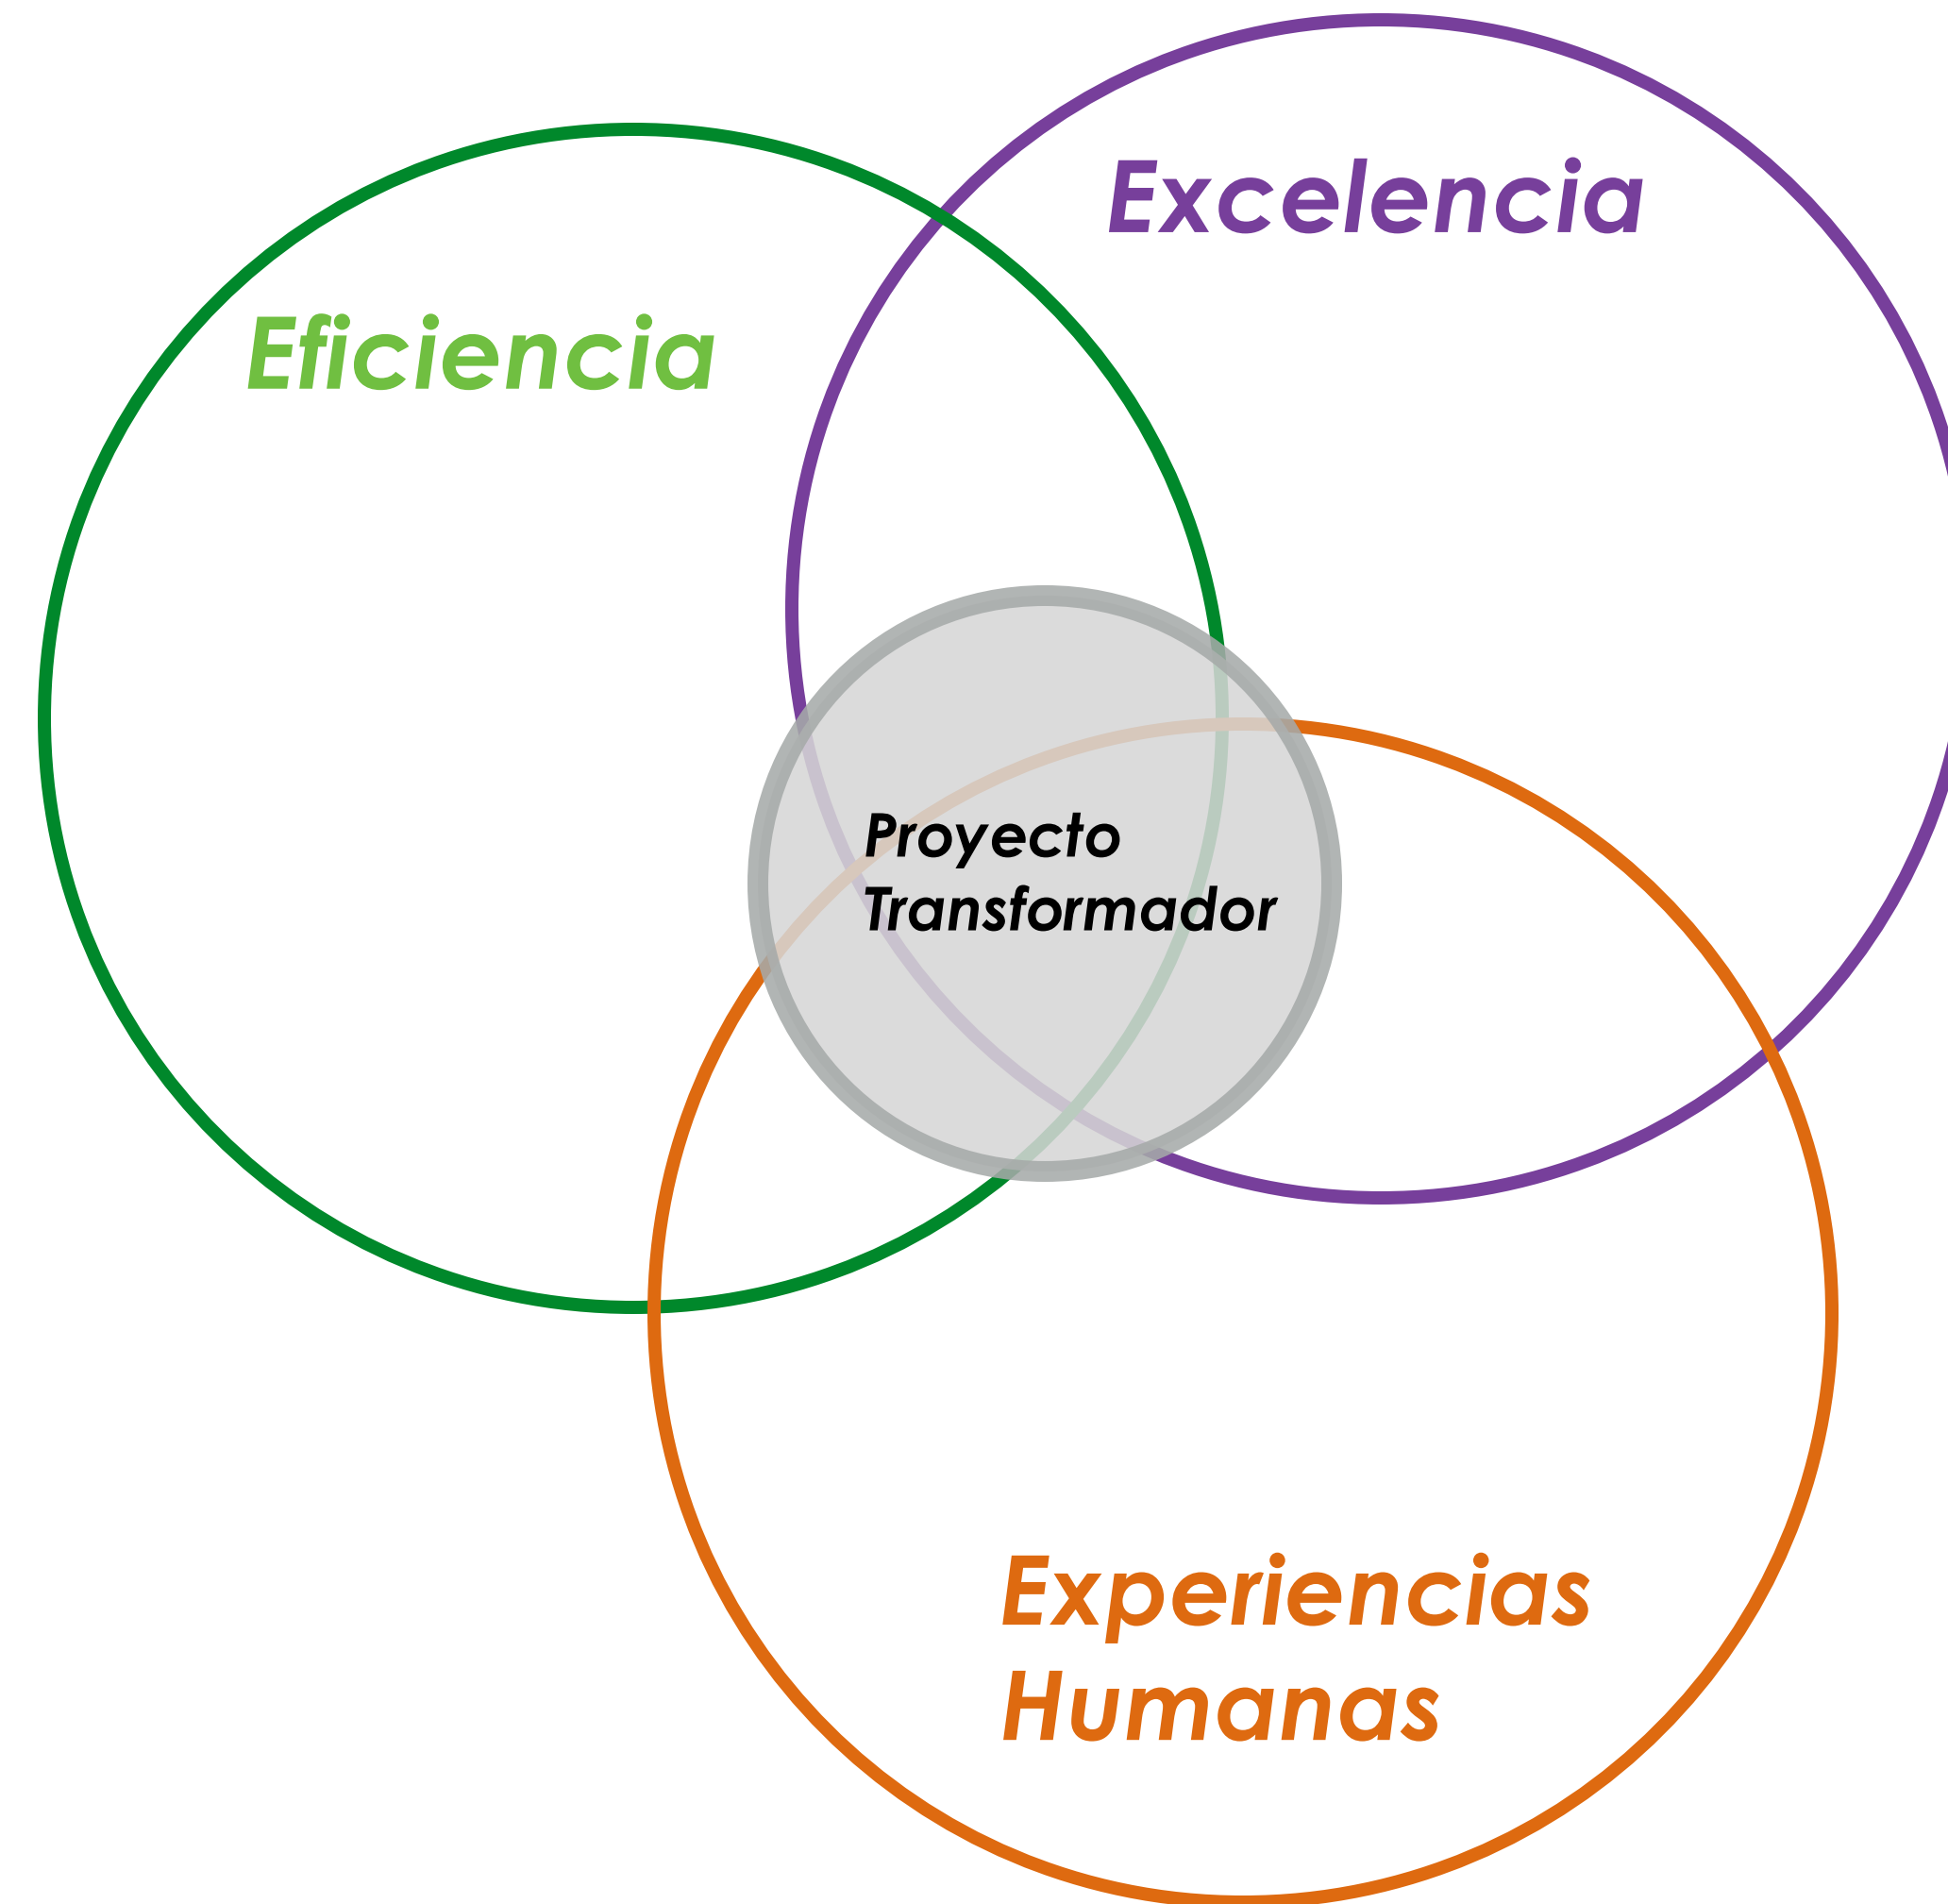 Excelencia
Eficiencia
Proyecto
Transformador
Experiencias
Humanas